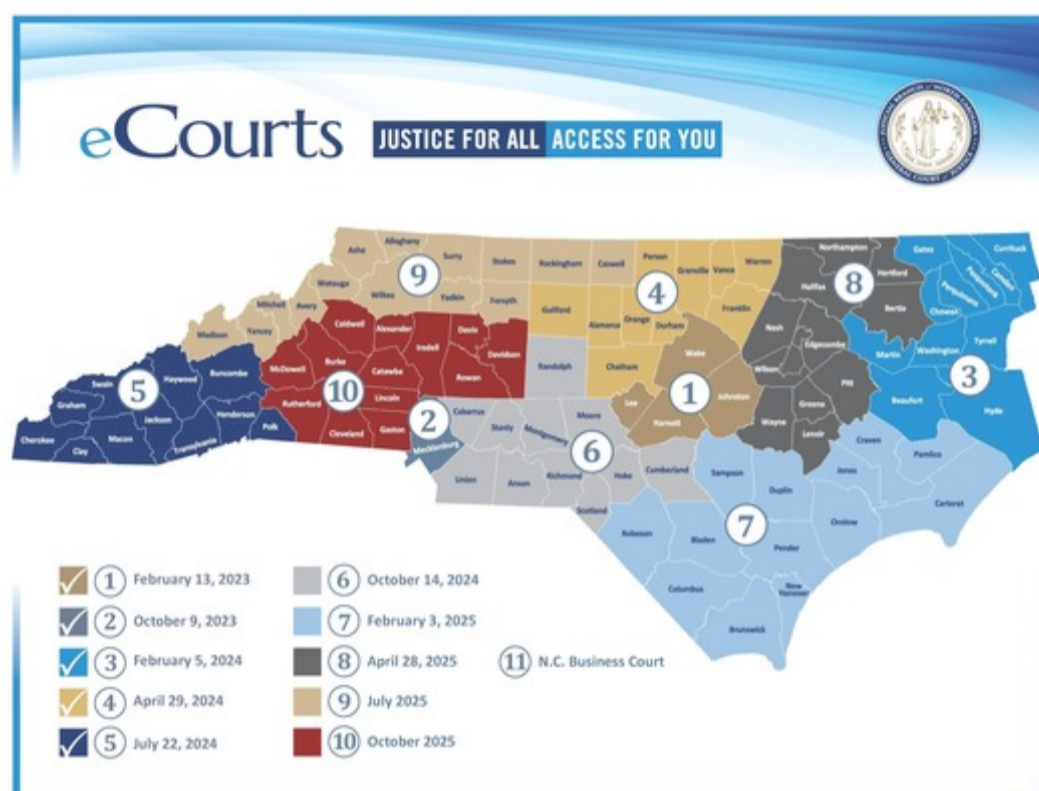 eCourts
JUSTICE FOR ALL ACCESS FOR YOU
Ashe
Alleghany
Surry
Stokes
Rockingham
Caswell
Person
Granville
Vance
Warren
Northampton
Gates
Currituck
Camden
Pasquotank
Perquimans
Chowan
Hertford
Halifax
Bertie
9
4
8
Watauga
Wilkes
Yadkin
Forsyth
Guilford
Alamance
Orange
Durham
Franklin
Mitchell
Avery
Madison
Yancey
Caldwell
Alexander
Iredell
Davie
Davidson
Randolph
Chatham
Wake
Nash
Edgecombe
Martin
Washington
Tyrrell
Swain
Haywood
Buncombe
McDowell
Burke
Catawba
Rowan
Wilson
Pitt
Beaufort
Hyde
5
10
2
1
3
Graham
Jackson
Henderson
Rutherford
Lincoln
Cabarrus
Moore
Lee
Johnston
Greene
Cherokee
Clay
Macon
Transylvania
Polk
Cleveland
Gaston
Mecklenburg
Stanly
Montgomery
6
Harnett
Wayne
Lenoir
Craven
Pamlico
Union
Anson
Richmond
Hoke
Cumberland
Sampson
Duplin
Jones
Carteret
Scotland
Robeson
Bladen
7
Pender
Onslow
Columbus
New
Hanover
Brunswick
1 February 13, 2023
2 October 9, 2023
3 February 5, 2024
4 April 29, 2024
5 July 22, 2024
6 October 14, 2024
7 February 3, 2025
8 April 28, 2025
9 July 2025
10 October 2025
11 N.C. Business Court